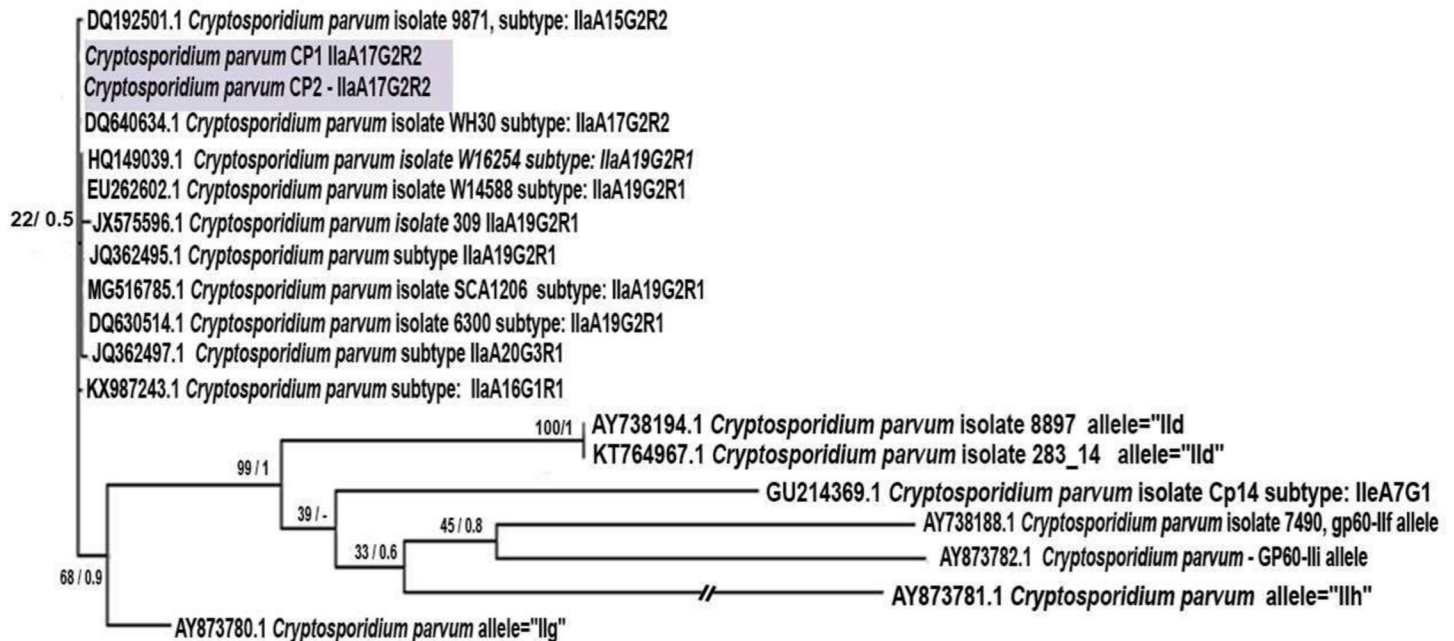 DQ192501.1 Cryptosporidium parvum isolate 9871, subtype: IIaA15G2R2
Cryptosporidium parvum CP1 IIaA17G2R2
Cryptosporidium parvum CP2 - IIaA17G2R2
DQ640634.1 Cryptosporidium parvum isolate WH30 subtype: IIaA17G2R2
HQ149039.1 Cryptosporidium parvum isolate W16254 subtype: IIaA19G2R1
EU262602.1 Cryptosporidium parvum isolate W14588 subtype: IIaA19G2R1
22/ 0.5
JX575596.1 Cryptosporidium parvum isolate 309 IIaA19G2R1
JQ362495.1 Cryptosporidium parvum subtype IIaA19G2R1
MG516785.1 Cryptosporidium parvum isolate SCA1206 subtype: IIaA19G2R1
DQ630514.1 Cryptosporidium parvum isolate 6300 subtype: IIaA19G2R1
JQ362497.1 Cryptosporidium parvum subtype IIaA20G3R1
KX987243.1 Cryptosporidium parvum subtype: IIaA16G1R1
100/1
AY738194.1 Cryptosporidium parvum isolate 8897 allele="IId
KT764967.1 Cryptosporidium parvum isolate 283_14 allele="IId"
99 / 1
GU214369.1 Cryptosporidium parvum isolate Cp14 subtype: IIeA7G1
39 / -
45 / 0.8
AY738188.1 Cryptosporidium parvum isolate 7490, gp60-IIf allele
33 / 0.6
AY873782.1 Cryptosporidium parvum - GP60-IIi allele
68 / 0.9
AY873781.1 Cryptosporidium parvum allele="IIh"
AY873780.1 Cryptosporidium parvum allele="IIg"